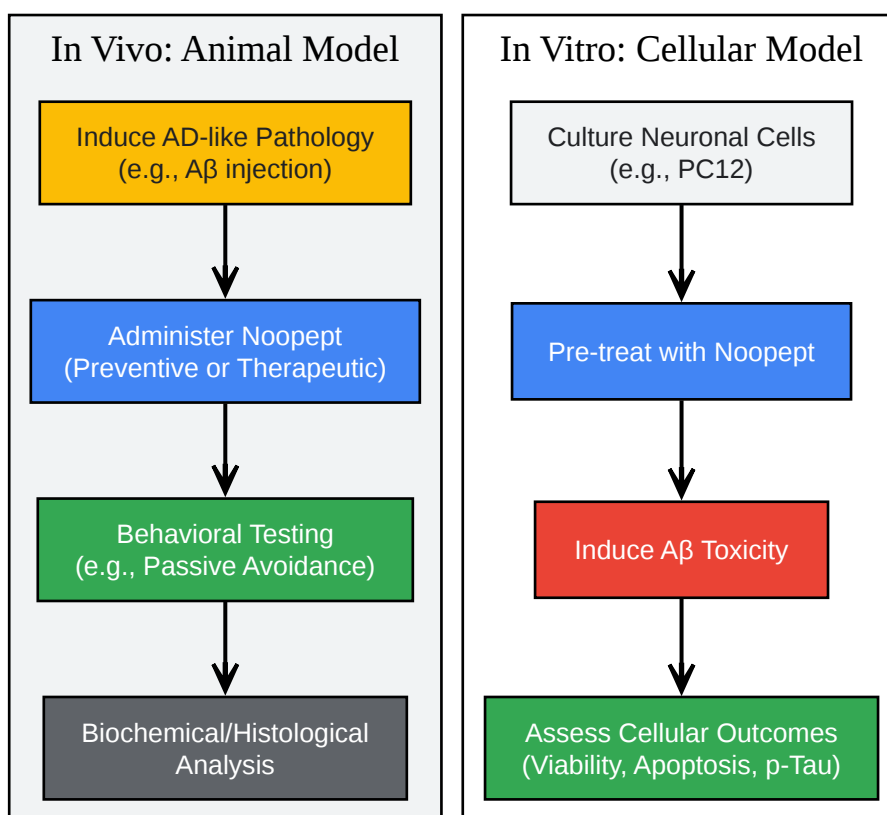 In Vivo: Animal Model
Induce AD-like Pathology
(e.g., Aβ injection)
Administer Noopept
(Preventive or Therapeutic)
Behavioral Testing
(e.g., Passive Avoidance)
Biochemical/Histological
Analysis
In Vitro: Cellular Model
Culture Neuronal Cells
(e.g., PC12)
Pre-treat with Noopept
Induce Aβ Toxicity
Assess Cellular Outcomes
(Viability, Apoptosis, p-Tau)